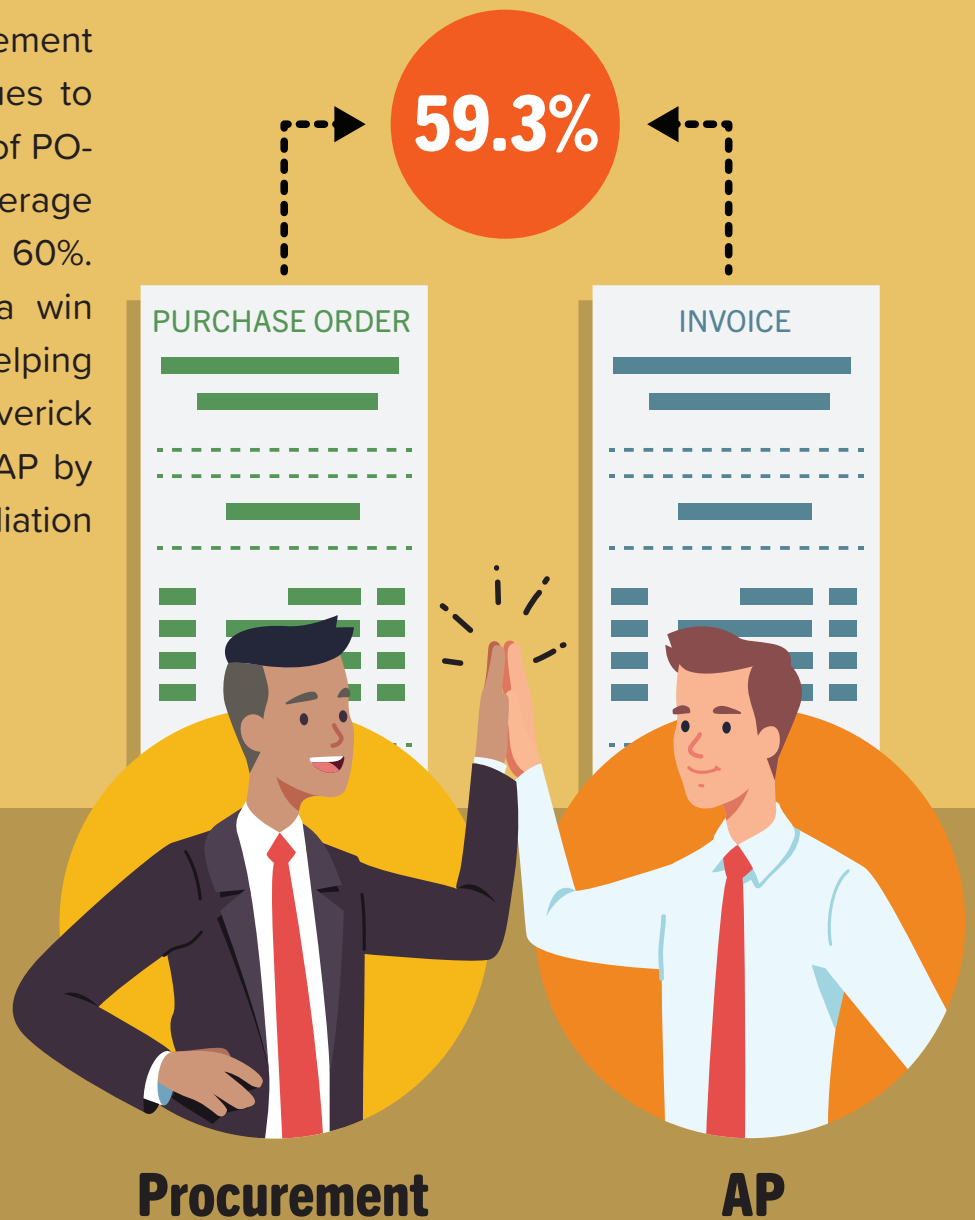 ement
ues to
of PO-
erage
60%.
a win
elping
verick
AP by
liation
59.3%
PURCHASE ORDER
INVOICE
Procurement
AP